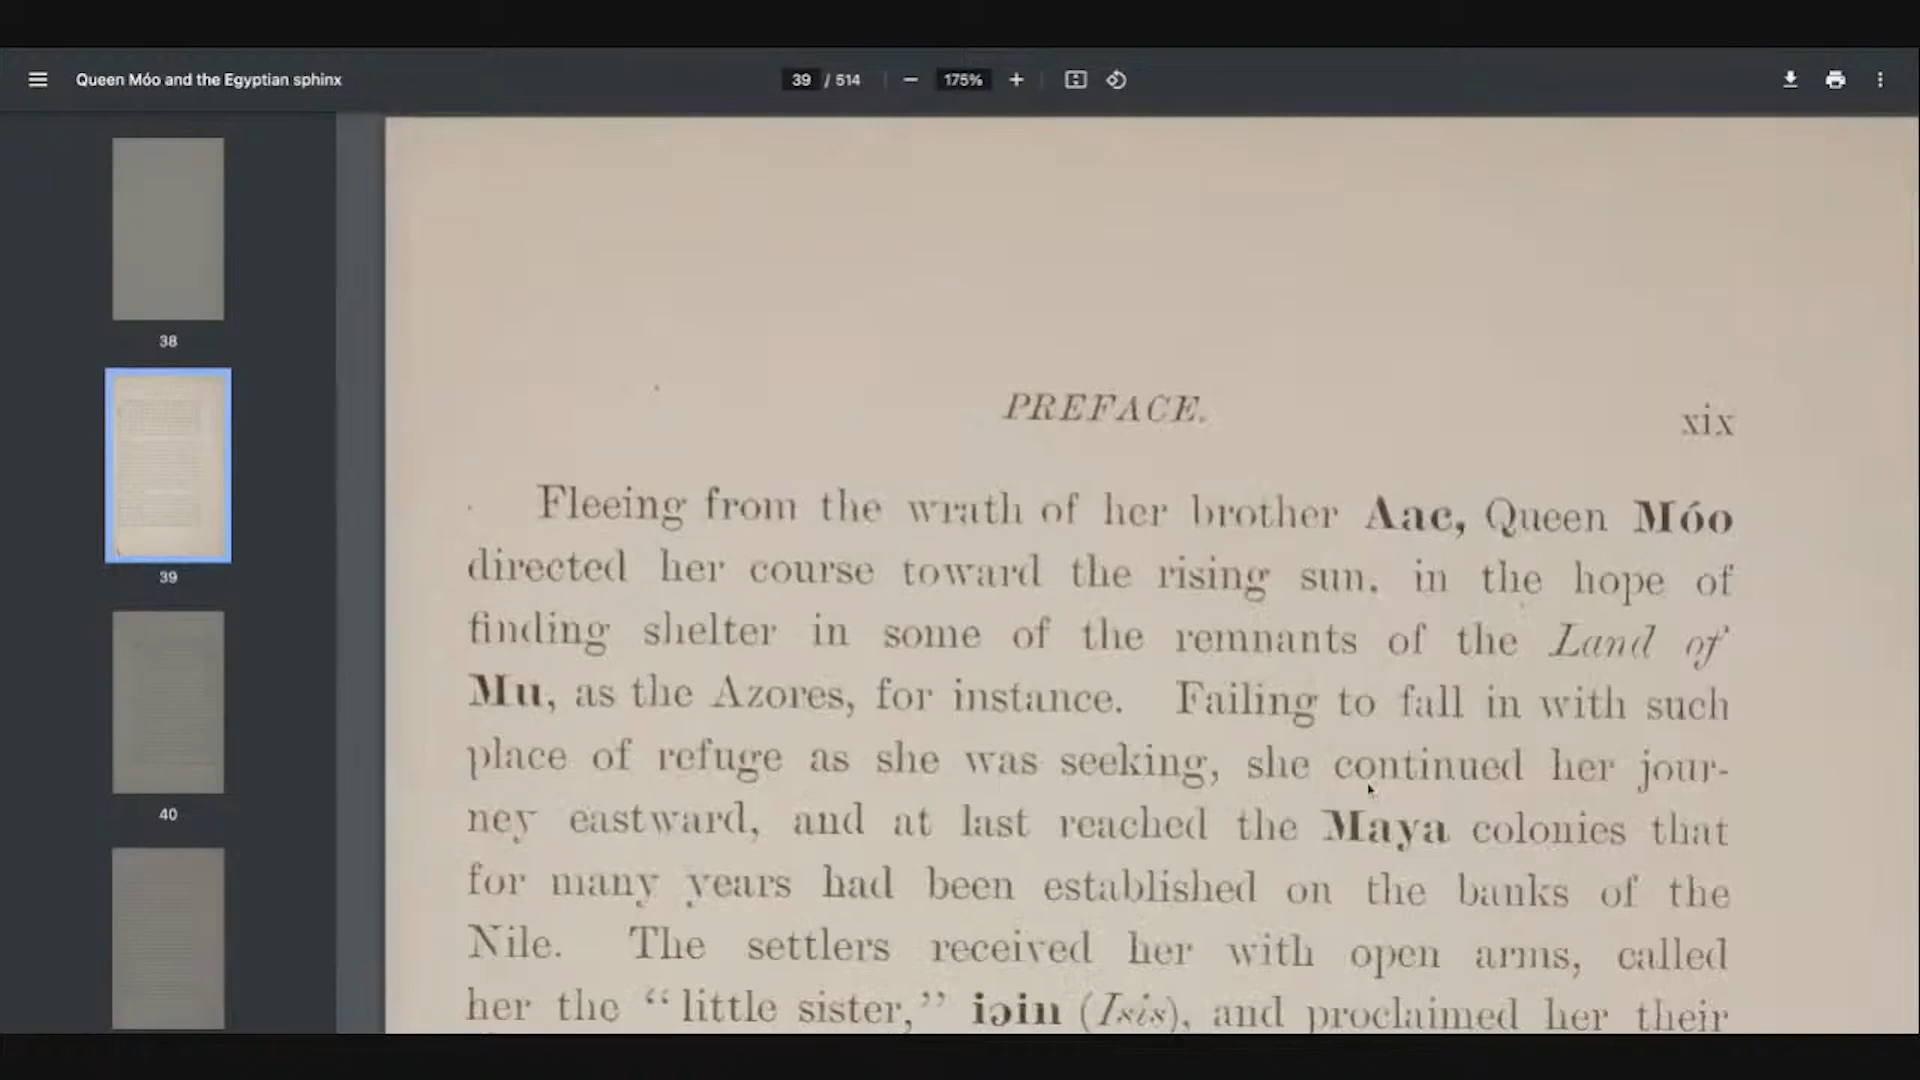 Queen Móo and the Egyptian sphinx
39 / 514
175%
38
39
40
PREFACE.
xix
Fleeing from the wrath of her brother Aac, Queen Móo
directed her course toward the rising sun. in the hope of
finding shelter in some of the remnants of the Land of
Mu, as the Azores, for instance. Failing to fall in with such
place of refuge as she was seeking, she continued her jour-
ney eastward, and at last reached the Maya colonies that
for many years had been established on the banks of the
Nile. The settlers received her with open arms, called
her the “little sister,” iɔin (Isis), and proclaimed her their